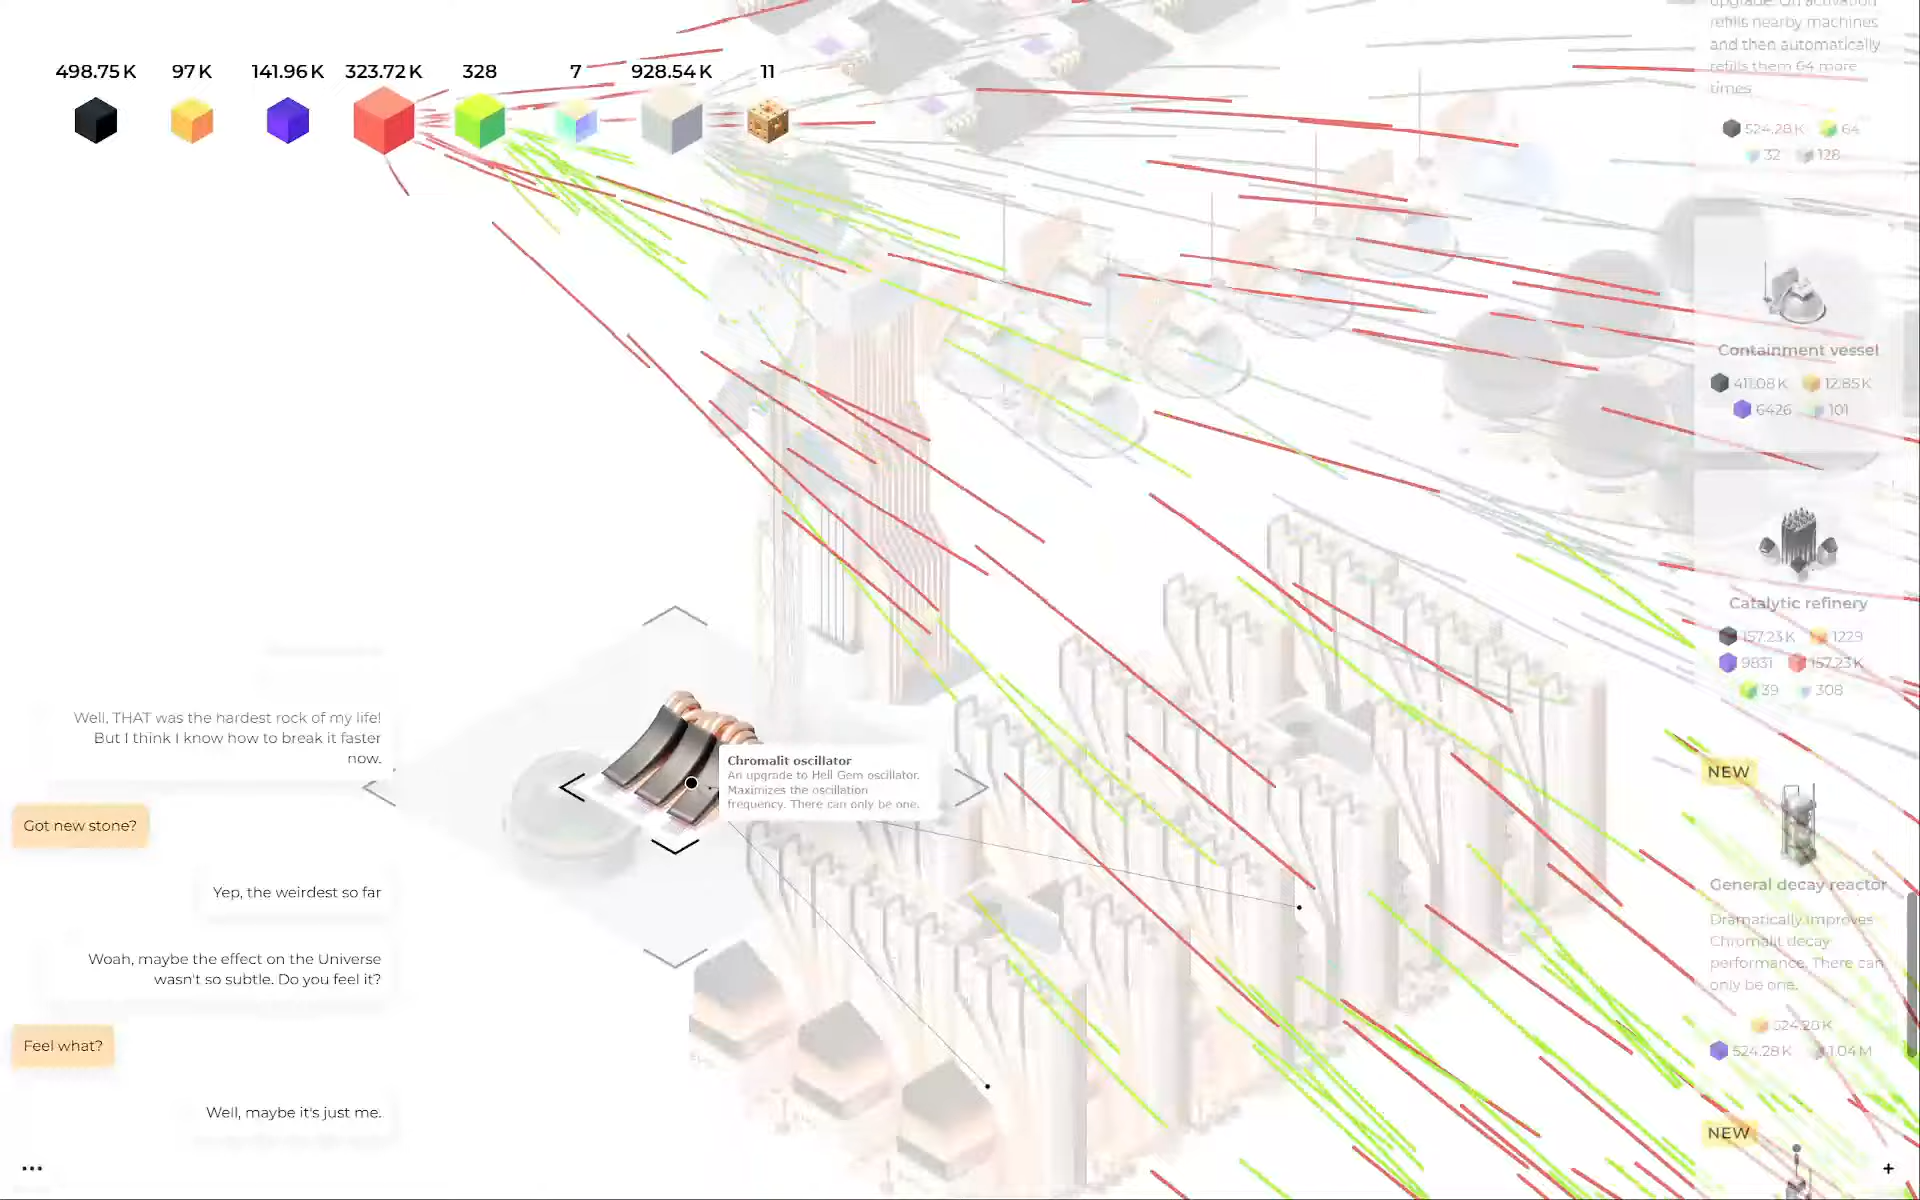 498.75 K 97 K 141.96 K 323.72 K 328 7 928.54 K 11
upgrade. On activation
refills nearby machines
and then automatically
refills them 64 more
times.
524.28 K 64
32 128
Containment vessel
411.08 K 12.85 K
6426 101
Catalytic refinery
157.23 K 1229
9831 157.23 K
39 308
NEW
General decay reactor
Dramatically improves
Chromalit decay
performance. There can
only be one.
524.28 K
524.28 K 1.04 M
NEW
+
Chromalit oscillator
An upgrade to Hell Gem oscillator.
Maximizes the oscillation
frequency. There can only be one.
Well, THAT was the hardest rock of my life!
But I think I know how to break it faster
now.
Got new stone?
Yep, the weirdest so far
Woah, maybe the effect on the Universe
wasn't so subtle. Do you feel it?
Feel what?
Well, maybe it's just me.
...